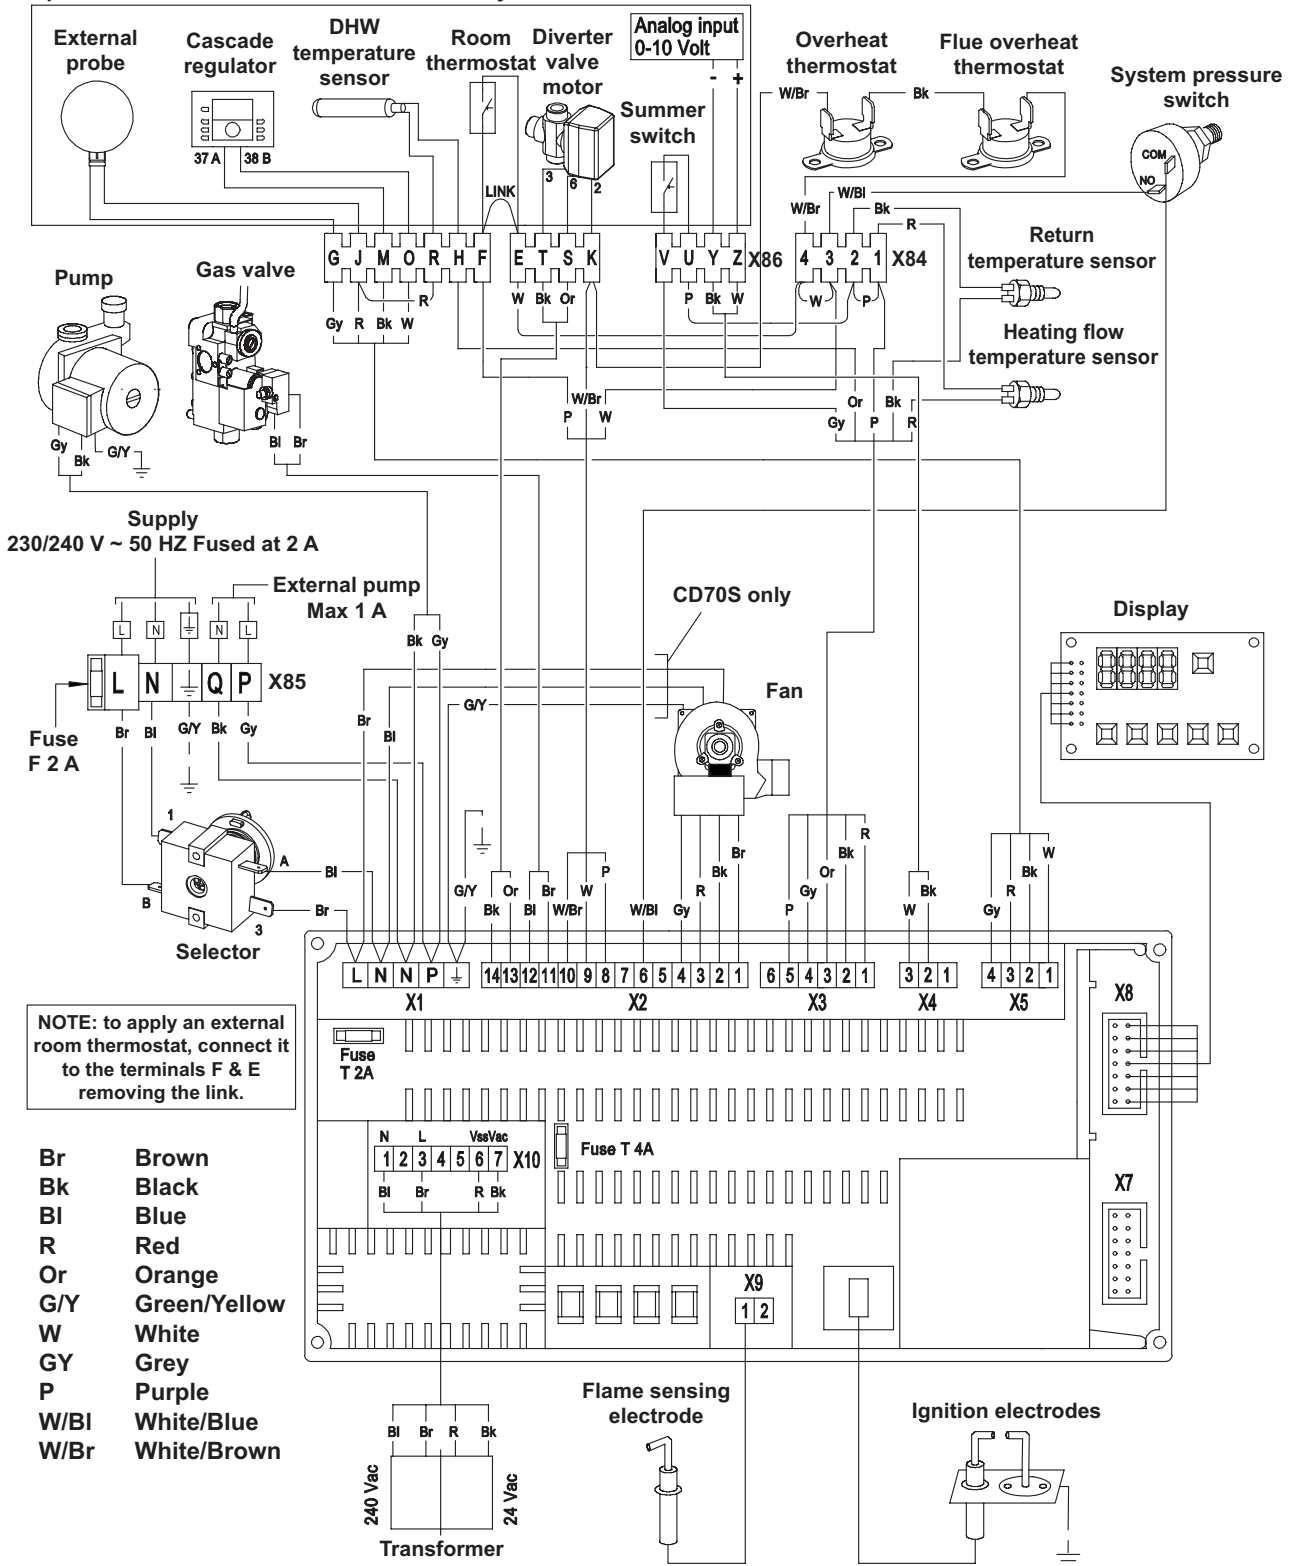 External
probe
Cascade
regulator
DHW
temperature
sensor
Room
thermostat
Diverter
valve
motor
Analog input
0-10 Volt
- +
Summer
switch
Overheat
thermostat
Flue overheat
thermostat
System pressure
switch
COM
NO
37 A 38 B
3 6 2
LINK
W/Br Bk
W/Br W/Bl Bk R
G J M O R H F
E T S K
V U Y Z X86
4 3 2 1 X84
Return
temperature sensor
Heating flow
temperature sensor
Pump
Gas valve
Gy R Bk W R
W Bk Or
P Bk W
W P
W/Br
P W
Or Bk
Gy P R
Gy Bk G/Y
Bl Br
Supply
230/240 V ~ 50 HZ Fused at 2 A
External pump
Max 1 A
L N N L
L N Q P X85
Fuse
F 2 A
Br Bl G/Y Bk Gy
Bk Gy
Br Bl G/Y
CD70S only
Fan
Display
1 A
B 3
Selector
Bl
Br
G/Y
Bk Or Bl Br W/Br W P W/Bl Gy R Bk Br
P Gy Or Bk R
W Bk
Gy R Bk W
L N N P
X1
14 13 12 11 10 9 8 7 6 5 4 3 2 1
X2
6 5 4 3 2 1
X3
3 2 1
X4
4 3 2 1
X5
X8
X7
Fuse
T 2A
N L VssVac
1 2 3 4 5 6 7 X10
Bl Br R Bk
Fuse T 4A
X9
1 2
NOTE: to apply an external
room thermostat, connect it
to the terminals F & E
removing the link.
Br Brown
Bk Black
Bl Blue
R Red
Or Orange
G/Y Green/Yellow
W White
GY Grey
P Purple
W/Bl White/Blue
W/Br White/Brown
Bl Br R Bk
240 Vac
24 Vac
Transformer
Flame sensing
electrode
Ignition electrodes